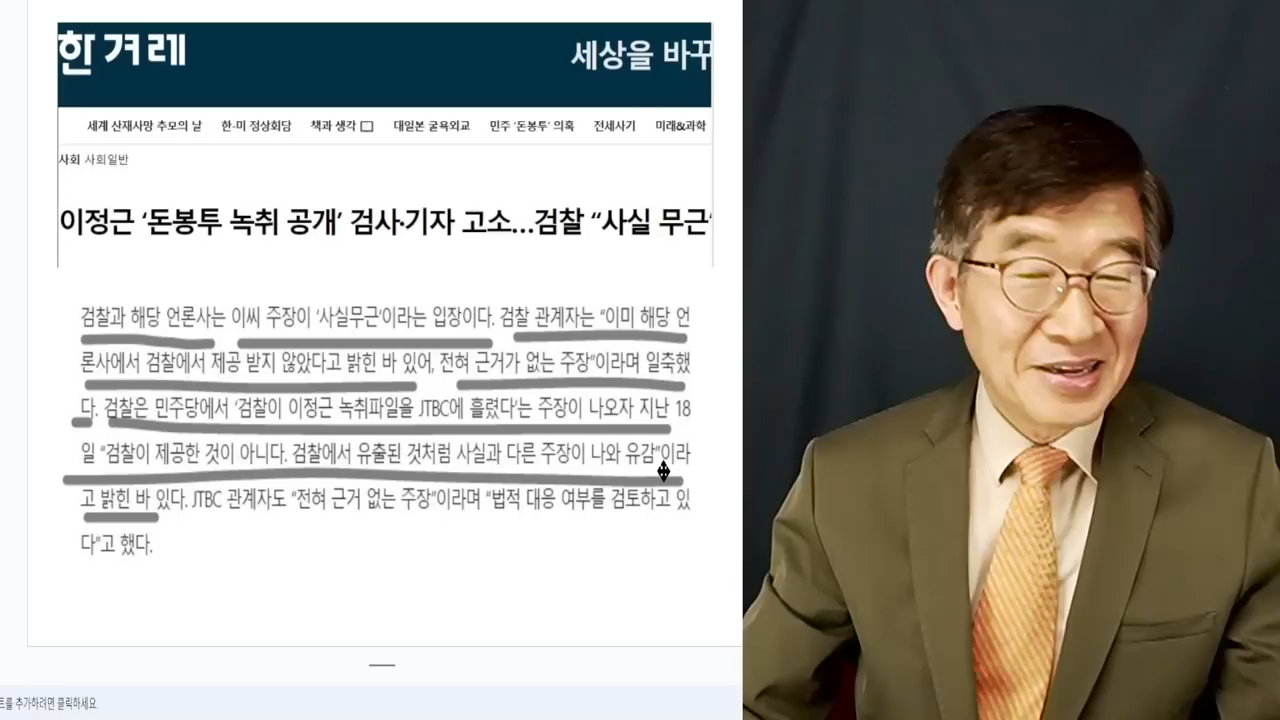 한겨레
세상을 바꾸
세계 산재사망 추모의 날 한-미 정상회담 책과 생각 대일본 굴욕외교 민주 '돈봉투' 의혹 전세사기 미래&과학
사회 사회일반
이정근 ‘돈봉투 녹취 공개’ 검사·기자 고소…검찰 “사실 무근”
검찰과 해당 언론사는 이씨 주장이 ‘사실무근’이라는 입장이다. 검찰 관계자는 “이미 해당 언
론사에서 검찰에서 제공 받지 않았다고 밝힌 바 있어, 전혀 근거가 없는 주장”이라며 일축했
다. 검찰은 민주당에서 ‘검찰이 이정근 녹취파일을 JTBC에 흘렸다’는 주장이 나오자 지난 18
일 “검찰이 제공한 것이 아니다. 검찰에서 유출된 것처럼 사실과 다른 주장이 나와 유감”이라
고 밝힌 바 있다. JTBC 관계자도 “전혀 근거 없는 주장”이라며 “법적 대응 여부를 검토하고 있
다”고 했다.
트를 추가하려면 클릭하세요.